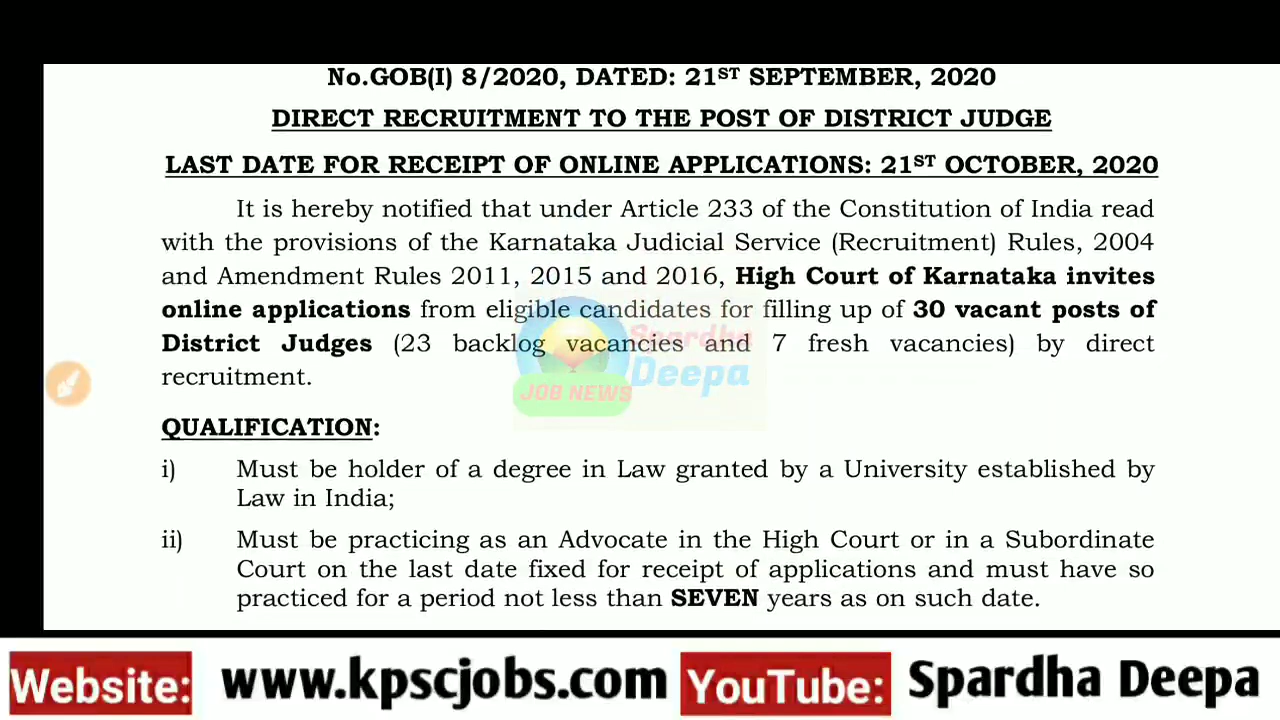 No.GOB(I) 8/2020, DATED: 21ST SEPTEMBER, 2020
DIRECT RECRUITMENT TO THE POST OF DISTRICT JUDGE
LAST DATE FOR RECEIPT OF ONLINE APPLICATIONS: 21ST OCTOBER, 2020
It is hereby notified that under Article 233 of the Constitution of India read
with the provisions of the Karnataka Judicial Service (Recruitment) Rules, 2004
and Amendment Rules 2011, 2015 and 2016, High Court of Karnataka invites
online applications from eligible candidates for filling up of 30 vacant posts of
District Judges (23 backlog vacancies and 7 fresh vacancies) by direct
recruitment.
Spardha
Deepa
JOB NEWS
QUALIFICATION:
i) Must be holder of a degree in Law granted by a University established by
Law in India;
ii) Must be practicing as an Advocate in the High Court or in a Subordinate
Court on the last date fixed for receipt of applications and must have so
practiced for a period not less than SEVEN years as on such date.
Website: www.kpscjobs.com YouTube: Spardha Deepa